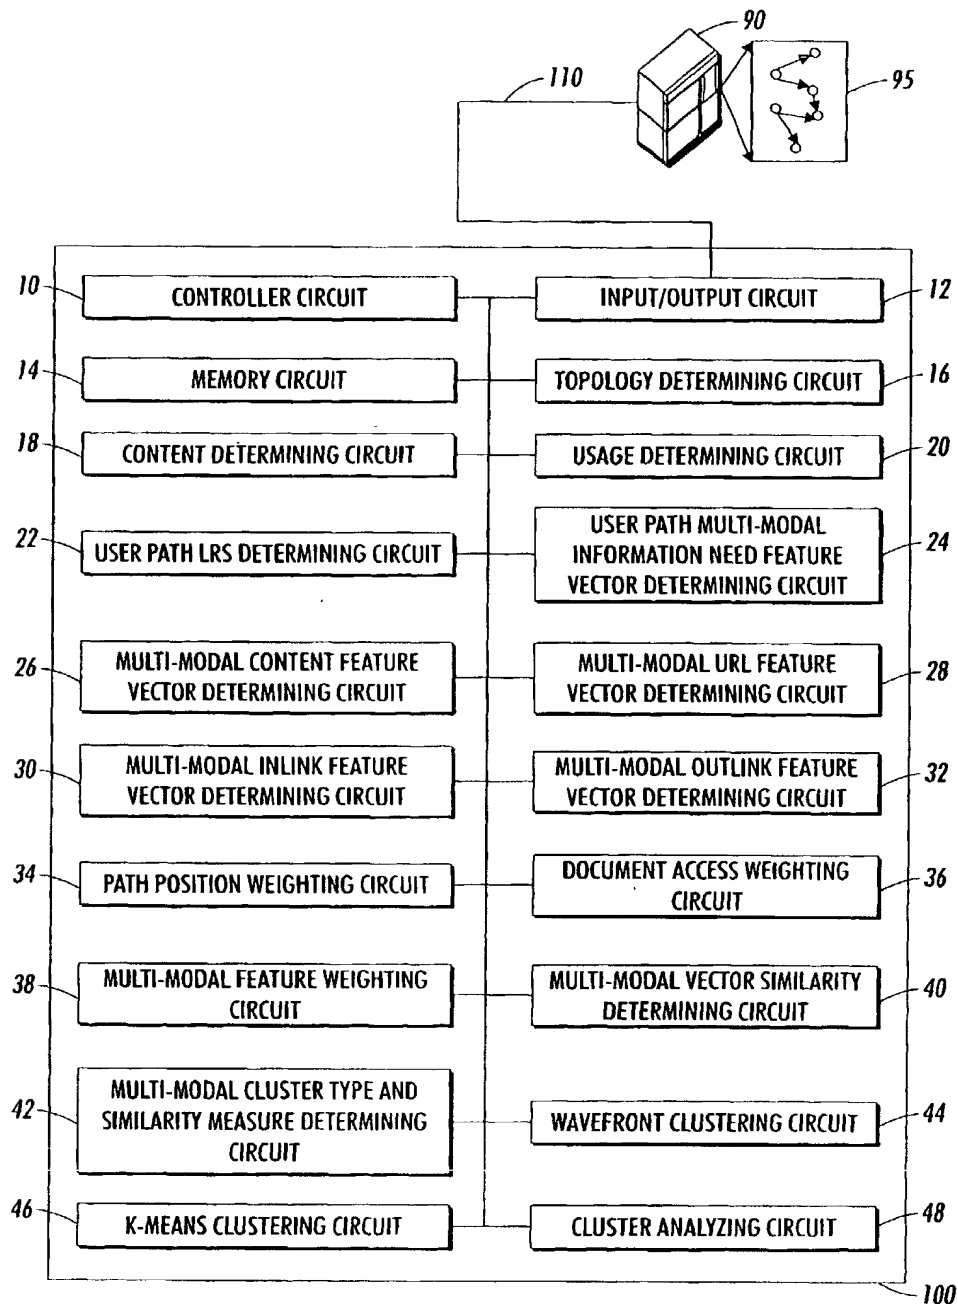 90
110
95
10
CONTROLLER CIRCUIT
INPUT/OUTPUT CIRCUIT
12
14
MEMORY CIRCUIT
TOPOLOGY DETERMINING CIRCUIT
16
18
CONTENT DETERMINING CIRCUIT
USAGE DETERMINING CIRCUIT
20
22
USER PATH LRS DETERMINING CIRCUIT
USER PATH MULTI-MODAL
INFORMATION NEED FEATURE
VECTOR DETERMINING CIRCUIT
24
26
MULTI-MODAL CONTENT FEATURE
VECTOR DETERMINING CIRCUIT
MULTI-MODAL URL FEATURE
VECTOR DETERMINING CIRCUIT
28
30
MULTI-MODAL INLINK FEATURE
VECTOR DETERMINING CIRCUIT
MULTI-MODAL OUTLINK FEATURE
VECTOR DETERMINING CIRCUIT
32
34
PATH POSITION WEIGHTING CIRCUIT
DOCUMENT ACCESS WEIGHTING
CIRCUIT
36
38
MULTI-MODAL FEATURE WEIGHTING
CIRCUIT
MULTI-MODAL VECTOR SIMILARITY
DETERMINING CIRCUIT
40
42
MULTI-MODAL CLUSTER TYPE AND
SIMILARITY MEASURE DETERMINING
CIRCUIT
WAVEFRONT CLUSTERING CIRCUIT
44
46
K-MEANS CLUSTERING CIRCUIT
CLUSTER ANALYZING CIRCUIT
48
100